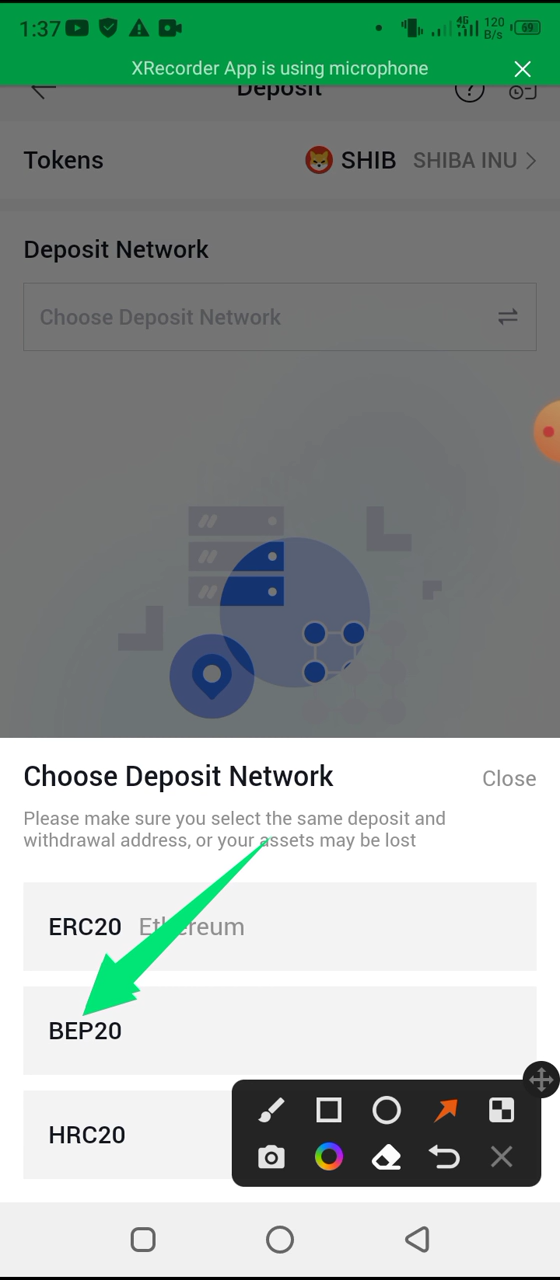 1:37 4G 120 B/s 69
XRecorder App is using microphone
Deposit
Tokens SHIB SHIBA INU
Deposit Network
Choose Deposit Network
Choose Deposit Network Close
Please make sure you select the same deposit and
withdrawal address, or your assets may be lost
ERC20 Ethereum
BEP20
HRC20